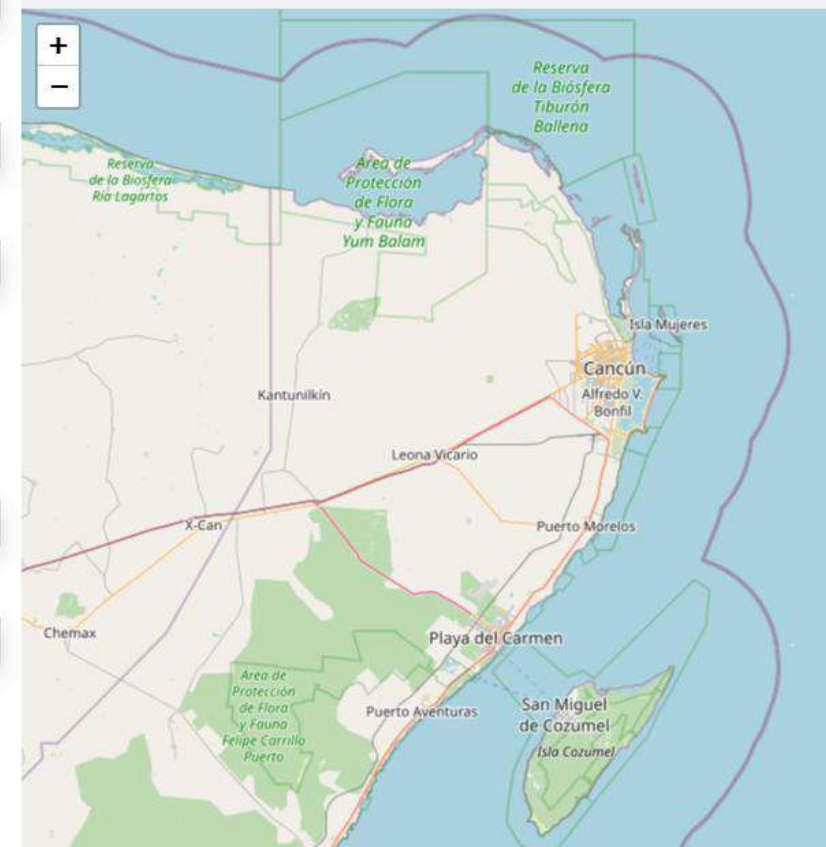 +
−
Reserva
de la Biósfera
Tiburón
Ballena
Reserva
de la Biosfera
Ría Lagartos
Area de
Protección
de Flora
y Fauna
Yum Balam
Isla Mujeres
Cancún
Alfredo V.
Bonfil
Kantunilkín
Leona Vicario
X-Can
Puerto Morelos
Chemax
Playa del Carmen
Area de
Protección
de Flora
y Fauna
Felipe Carrillo
Puerto
Puerto Aventuras
San Miguel
de Cozumel
Isla Cozumel